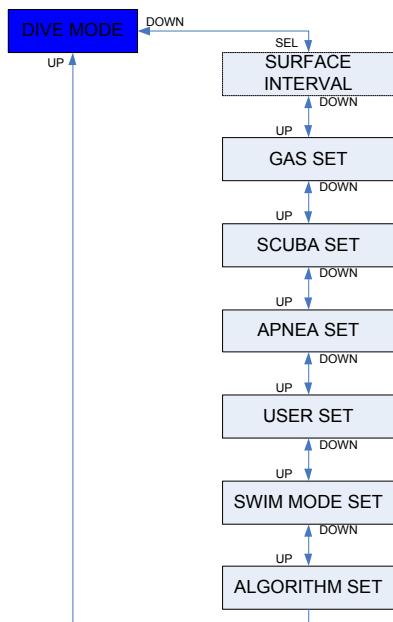 DIVE MODE
DOWN
UP
SEL
SURFACE
INTERVAL
DOWN
UP
GAS SET
DOWN
UP
SCUBA SET
DOWN
UP
APNEA SET
DOWN
UP
USER SET
DOWN
UP
SWIM MODE SET
DOWN
UP
ALGORITHM SET